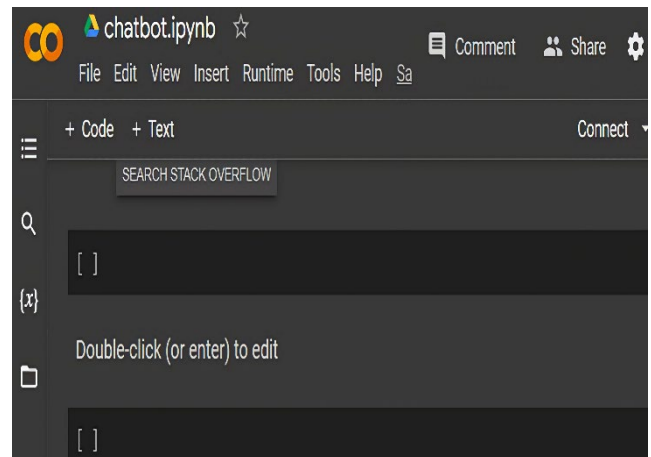 CO
chatbot.ipynb
Comment
Share
File Edit View Insert Runtime Tools Help Sa
+ Code + Text
Connect
SEARCH STACK OVERFLOW
[ ]
{x}
Double-click (or enter) to edit
[ ]